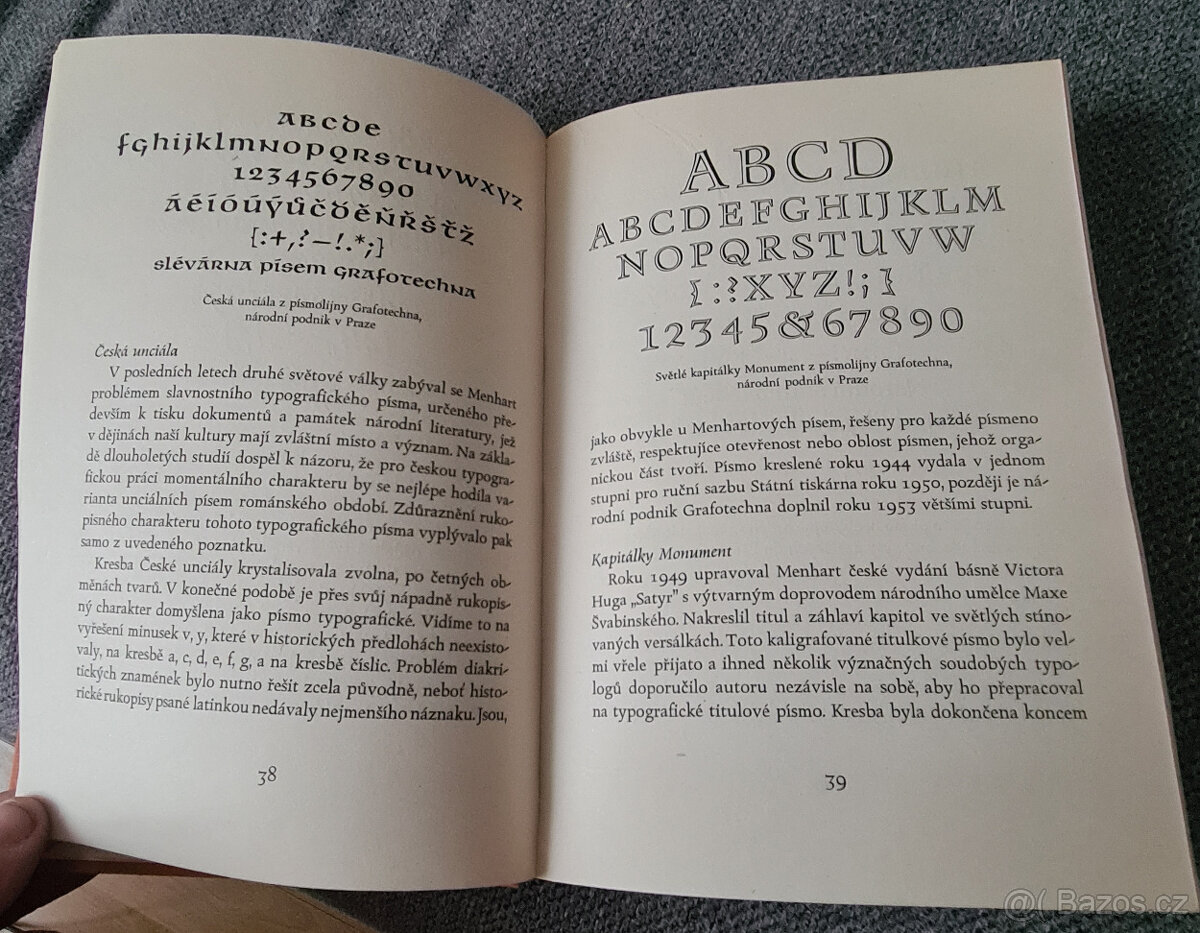 ABCde
fghijklmNOPQRSTUVWXYZ
1234567890
áéíóúýůčďěňřšťž
[:+,?—!.*;]
slévárna písem grafotechna
Česká unciála z písmolijny Grafotechna,
národní podnik v Praze
Česká unciála
V posledních letech druhé světové války zabýval se Menhart
problémem slavnostního typografického písma, určeného pře-
devším k tisku dokumentů a památek národní literatury, jež
v dějinách naší kultury mají zvláštní místo a význam. Na zákla-
dě dlouholetých studií dospěl k názoru, že pro českou typogra-
fickou práci momentálního charakteru by se nejlépe hodila va-
rianta unciálních písem románského období. Zdůraznění ruko-
pisného charakteru tohoto typografického písma vyplývalo pak
samo z uvedeného poznatku.
Kresba České unciály krystalisovala zvolna, po četných ob-
měnách tvarů. V konečné podobě je přes svůj nápadně rukopis-
ný charakter domyšlena jako písmo typografické. Vidíme to na
vyřešení minusek v, y, které v historických předlohách neexisto-
valy, na kresbě a, c, d, e, f, g, a na kresbě číslic. Problém diakri-
tických znamének bylo nutno řešit zcela původně, neboť histo-
rické rukopisy psané latinkou nedávaly nejmenšího náznaku. Jsou,
38
ABCD
ABCDEFGHIJKLM
NOPQRSTUVW
[:?XYZ!;]
12345&67890
Světlé kapitálky Monument z písmolijny Grafotechna,
národní podnik v Praze
jako obvykle u Menhartových písem, řešeny pro každé písmeno
zvláště, respektujíce otevřenost nebo oblost písmen, jehož orga-
nickou část tvoří. Písmo kreslené roku 1944 vydala v jednom
stupni pro ruční sazbu Státní tiskárna roku 1950, později je ná-
rodní podnik Grafotechna doplnil roku 1953 většími stupni.
Kapitálky Monument
Roku 1949 upravoval Menhart české vydání básně Victora
Huga „Satyr" s výtvarným doprovodem národního umělce Maxe
Švabinského. Nakreslil titul a záhlaví kapitol ve světlých stíno-
vaných versálkách. Toto kaligrafované titulkové písmo bylo vel-
mi vřele přijato a ihned několik význačných soudobých typo-
logů doporučilo autoru nezávisle na sobě, aby ho přepracoval
na typografické titulové písmo. Kresba byla dokončena koncem
39
@( Bazos.cz